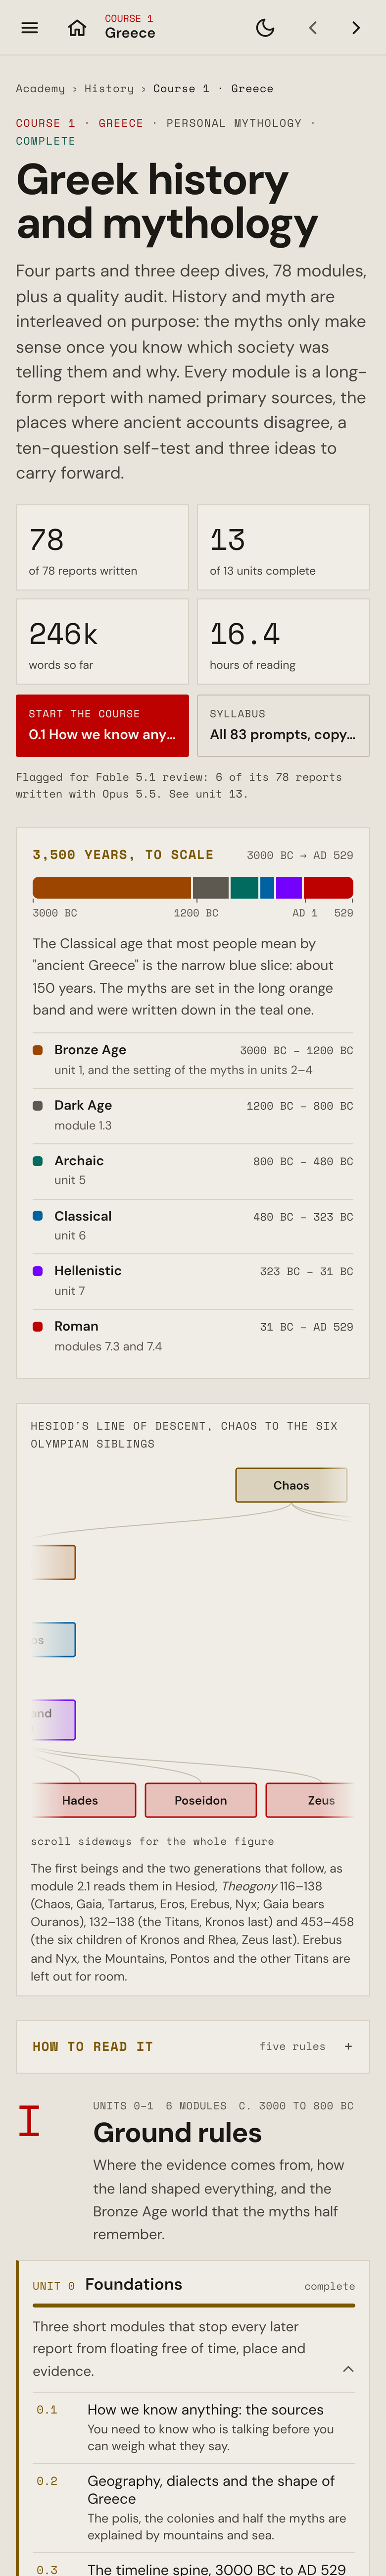 COURSE 1
Greece
Academy › History › Course 1 · Greece
COURSE 1 · GREECE · PERSONAL MYTHOLOGY ·
COMPLETE
Greek history
and mythology
Four parts and three deep dives, 78 modules,
plus a quality audit. History and myth are
interleaved on purpose: the myths only make
sense once you know which society was
telling them and why. Every module is a long-
form report with named primary sources, the
places where ancient accounts disagree, a
ten-question self-test and three ideas to
carry forward.
78
of 78 reports written
13
of 13 units complete
246k
words so far
16.4
hours of reading
START THE COURSE
0.1 How we know any…
SYLLABUS
All 83 prompts, copy…
Flagged for Fable 5.1 review: 6 of its 78 reports
written with Opus 5.5. See unit 13.
3,500 YEARS, TO SCALE
3000 BC → AD 529
3000 BC 1200 BC AD 1 529
The Classical age that most people mean by
"ancient Greece" is the narrow blue slice: about
150 years. The myths are set in the long orange
band and were written down in the teal one.
Bronze Age 3000 BC – 1200 BC
unit 1, and the setting of the myths in units 2–4
Dark Age 1200 BC – 800 BC
module 1.3
Archaic 800 BC – 480 BC
unit 5
Classical 480 BC – 323 BC
unit 6
Hellenistic 323 BC – 31 BC
unit 7
Roman 31 BC – AD 529
modules 7.3 and 7.4
HESIOD'S LINE OF DESCENT, CHAOS TO THE SIX
OLYMPIAN SIBLINGS
Chaos
os
and
Hades Poseidon Zeus
scroll sideways for the whole figure
The first beings and the two generations that follow, as
module 2.1 reads them in Hesiod, Theogony 116–138
(Chaos, Gaia, Tartarus, Eros, Erebus, Nyx; Gaia bears
Ouranos), 132–138 (the Titans, Kronos last) and 453–458
(the six children of Kronos and Rhea, Zeus last). Erebus
and Nyx, the Mountains, Pontos and the other Titans are
left out for room.
HOW TO READ IT five rules +
I
UNITS 0–1 6 MODULES C. 3000 TO 800 BC
Ground rules
Where the evidence comes from, how
the land shaped everything, and the
Bronze Age world that the myths half
remember.
UNIT 0 Foundations complete
Three short modules that stop every later
report from floating free of time, place and
evidence.
0.1 How we know anything: the sources
You need to know who is talking before you
can weigh what they say.
0.2 Geography, dialects and the shape of
Greece
The polis, the colonies and half the myths are
explained by mountains and sea.
0.3 The timeline spine, 3000 BC to AD 529